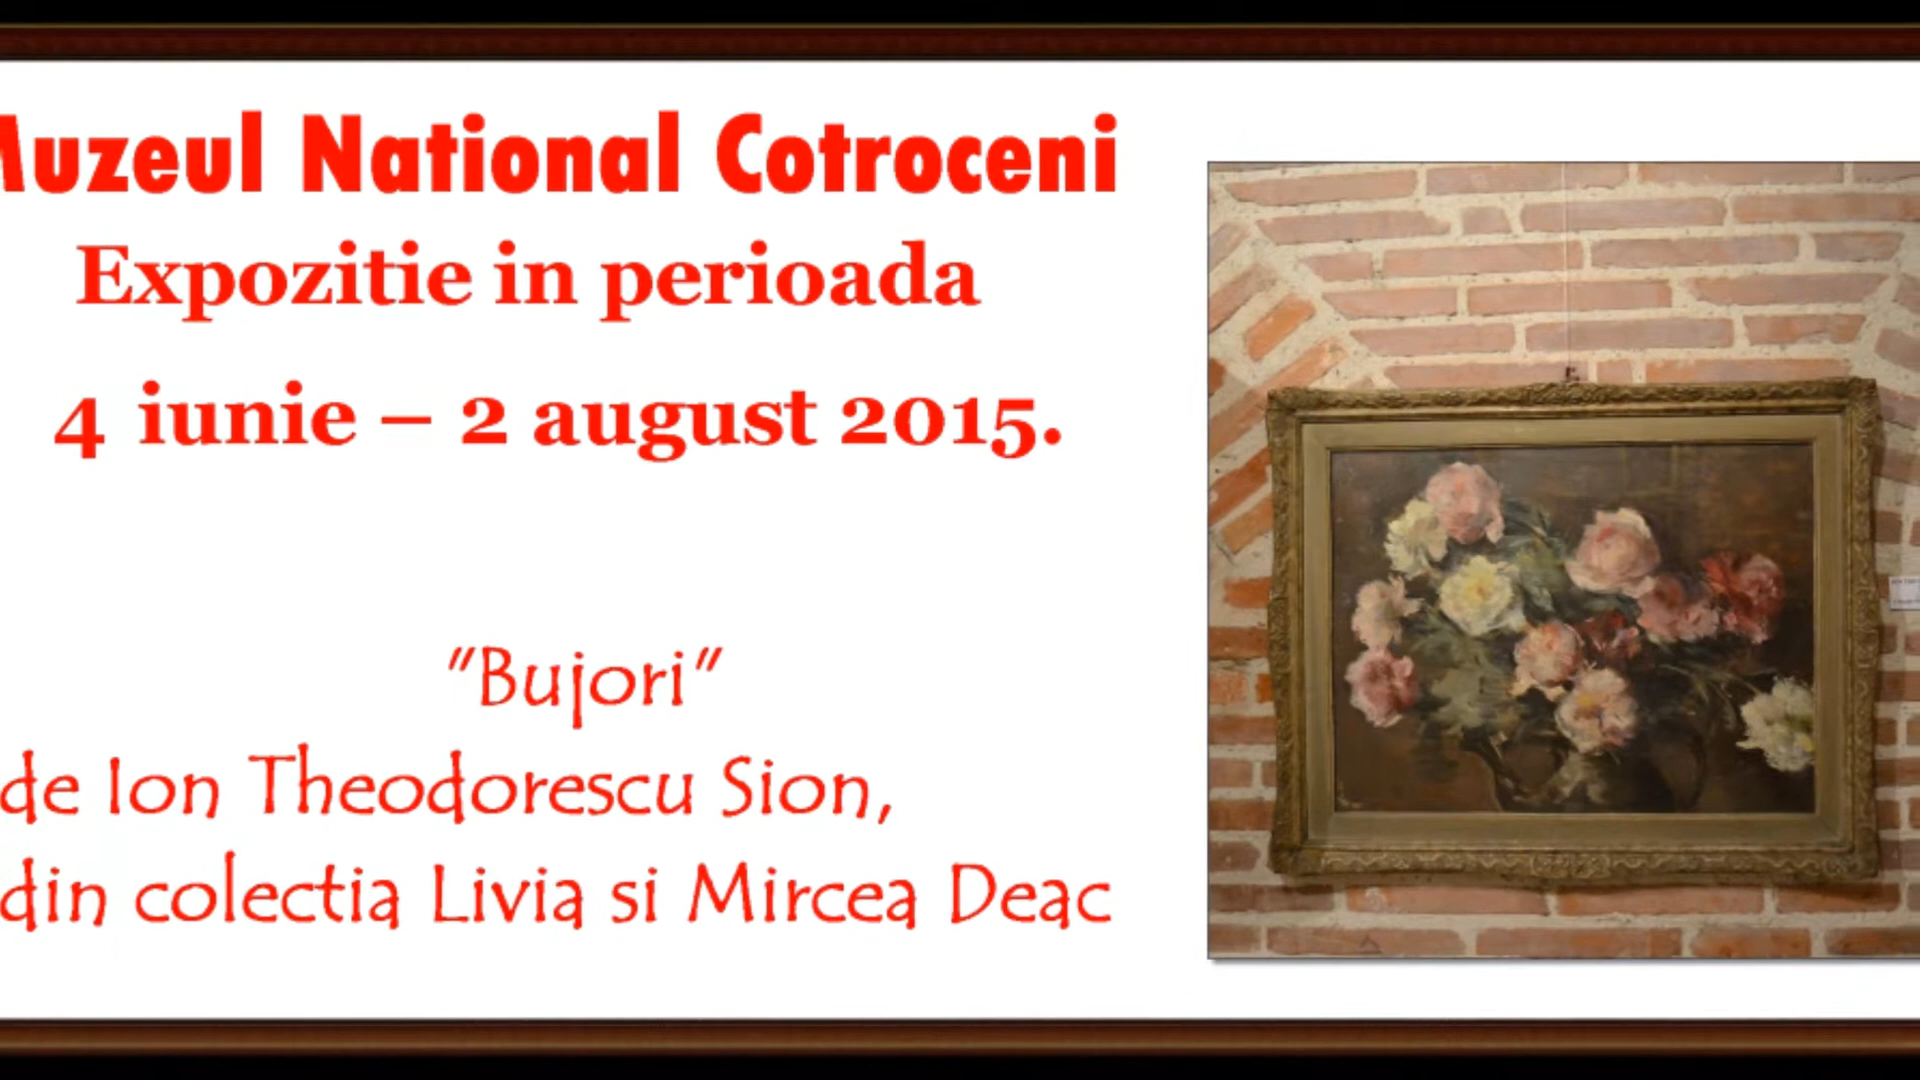 Muzeul National Cotroceni
Expozitie in perioada
4 iunie – 2 august 2015.
"Bujori"
de Ion Theodorescu Sion,
din colectia Livia si Mircea Deac